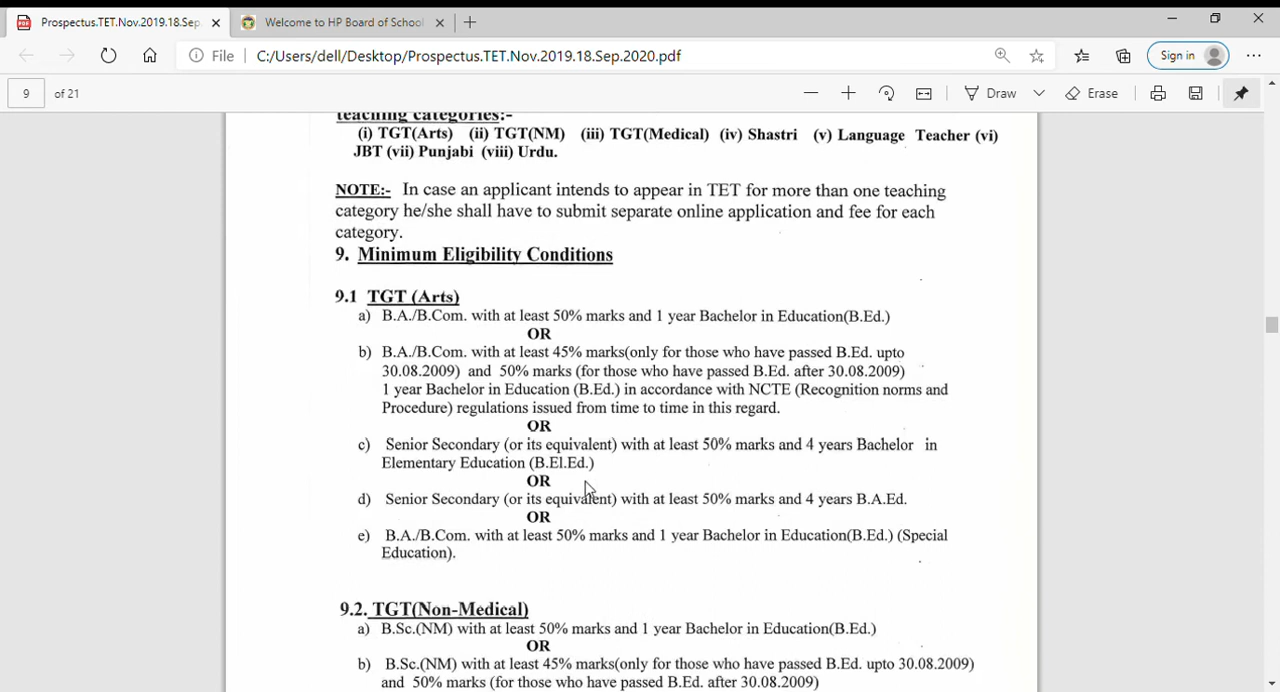 Prospectus.TET.Nov.2019.18.Sep.
Welcome to HP Board of School
File C:/Users/dell/Desktop/Prospectus.TET.Nov.2019.18.Sep.2020.pdf
Sign in
9 of 21
Draw
Erase
teaching categories:-
(i) TGT(Arts) (ii) TGT(NM) (iii) TGT(Medical) (iv) Shastri (v) Language Teacher (vi)
JBT (vii) Punjabi (viii) Urdu.
NOTE:- In case an applicant intends to appear in TET for more than one teaching
category he/she shall have to submit separate online application and fee for each
category.
9. Minimum Eligibility Conditions
9.1 TGT (Arts)
a) B.A./B.Com. with at least 50% marks and 1 year Bachelor in Education(B.Ed.)
OR
b) B.A./B.Com. with at least 45% marks(only for those who have passed B.Ed. upto
30.08.2009) and 50% marks (for those who have passed B.Ed. after 30.08.2009)
1 year Bachelor in Education (B.Ed.) in accordance with NCTE (Recognition norms and
Procedure) regulations issued from time to time in this regard.
OR
c) Senior Secondary (or its equivalent) with at least 50% marks and 4 years Bachelor in
Elementary Education (B.El.Ed.)
OR
d) Senior Secondary (or its equivalent) with at least 50% marks and 4 years B.A.Ed.
OR
e) B.A./B.Com. with at least 50% marks and 1 year Bachelor in Education(B.Ed.) (Special
Education).
9.2. TGT(Non-Medical)
a) B.Sc.(NM) with at least 50% marks and 1 year Bachelor in Education(B.Ed.)
OR
b) B.Sc.(NM) with at least 45% marks(only for those who have passed B.Ed. upto 30.08.2009)
and 50% marks (for those who have passed B.Ed. after 30.08.2009)